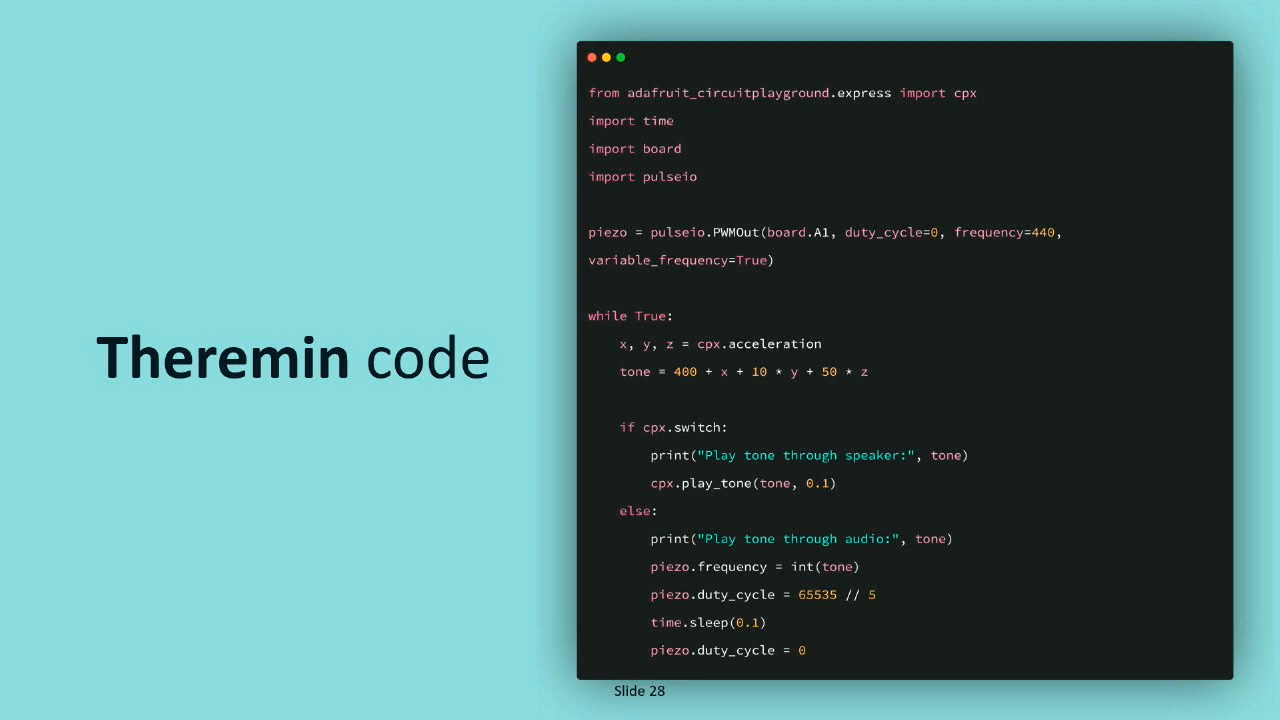 Theremin code
from adafruit_circuitplayground.express import cpx
import time
import board
import pulseio
piezo = pulseio.PWMOut(board.A1, duty_cycle=0, frequency=440,
variable_frequency=True)
while True:
    x, y, z = cpx.acceleration
    tone = 400 + x + 10 * y + 50 * z
    if cpx.switch:
        print("Play tone through speaker:", tone)
        cpx.play_tone(tone, 0.1)
    else:
        print("Play tone through audio:", tone)
        piezo.frequency = int(tone)
        piezo.duty_cycle = 65535 // 5
        time.sleep(0.1)
        piezo.duty_cycle = 0
Slide 28